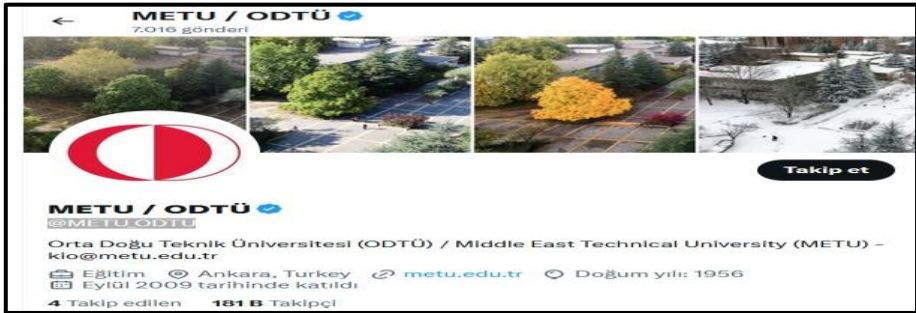 METU / ODTÜ
7.016 gönderi
Takip et
METU / ODTÜ
@METU_ODTU
Orta Doğu Teknik Üniversitesi (ODTÜ) / Middle East Technical University (METU) -
kio@metu.edu.tr
Eğitim Ankara, Turkey metu.edu.tr Doğum yılı: 1956
Eylül 2009 tarihinde katıldı
4 Takip edilen 181 B Takipçi